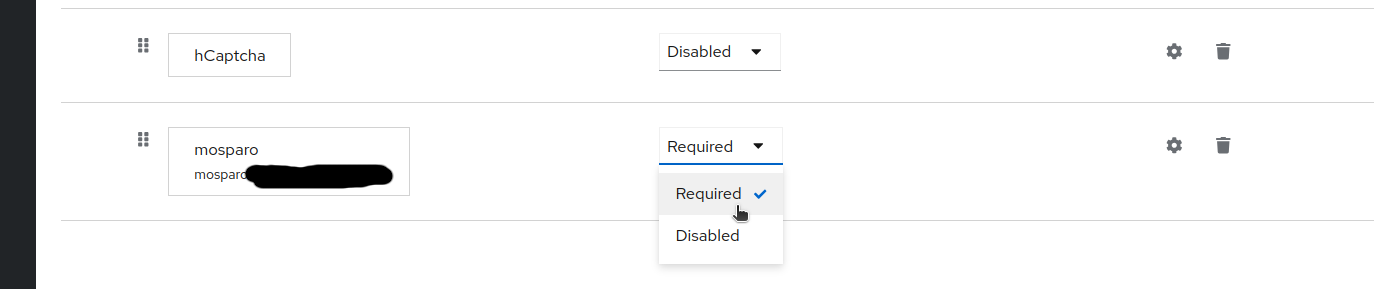 hCaptcha
Disabled
mosparo
mosparo
Required
Required
Disabled